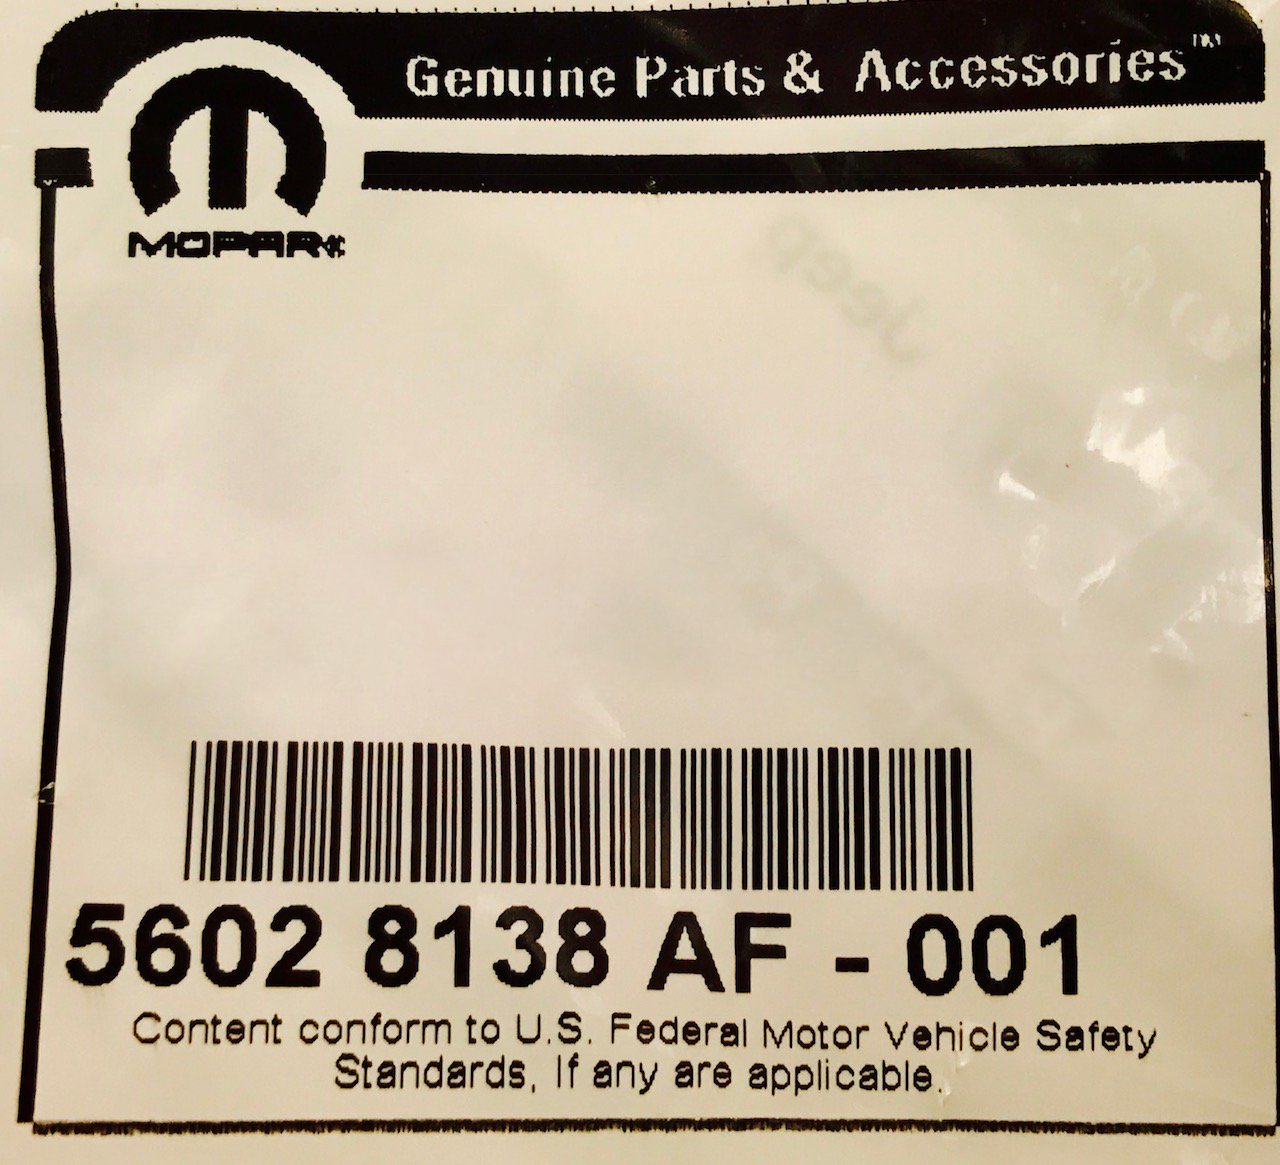 Genuine Parts & Accessories™
MOPAR
Jeep
5602 8138 AF - 001
Content conform to U.S. Federal Motor Vehicle Safety
Standards, If any are applicable.